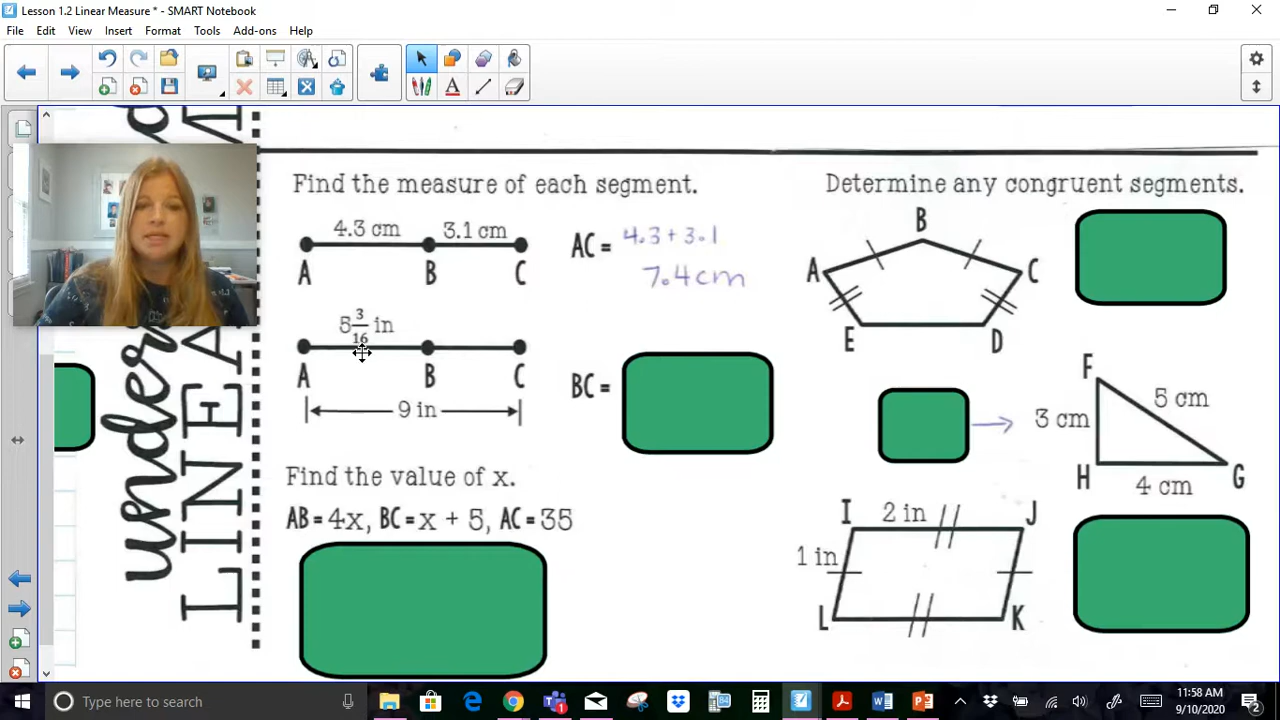 Lesson 1.2 Linear Measure * - SMART Notebook
File Edit View Insert Format Tools Add-ons Help
under
LINEA
Find the measure of each segment.
4.3 cm 3.1 cm
A B C
AC = 4.3 + 3.1
7.4 cm
5 3/16 in
A B C
9 in
BC =
Find the value of x.
AB = 4x, BC = x + 5, AC = 35
Determine any congruent segments.
B
A C
E D
F
3 cm 5 cm
H G
4 cm
I 2 in J
1 in
L K
Type here to search
11:58 AM
9/10/2020
2